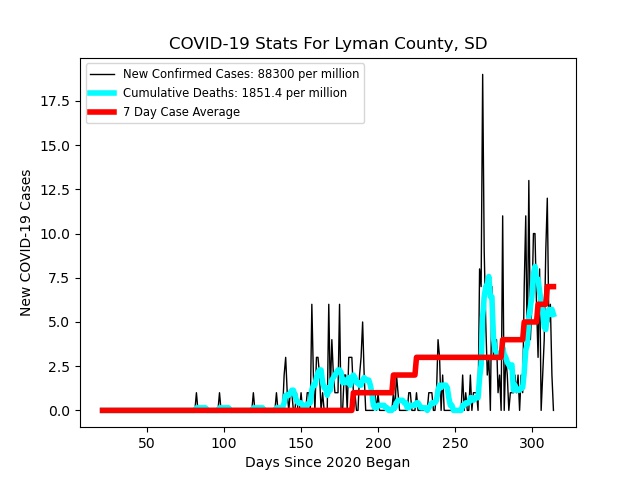 COVID-19 Stats For Lyman County, SD
New Confirmed Cases: 88300 per million
Cumulative Deaths: 1851.4 per million
7 Day Case Average
New COVID-19 Cases
17.5
15.0
12.5
10.0
7.5
5.0
2.5
0.0
50 100 150 200 250 300
Days Since 2020 Began